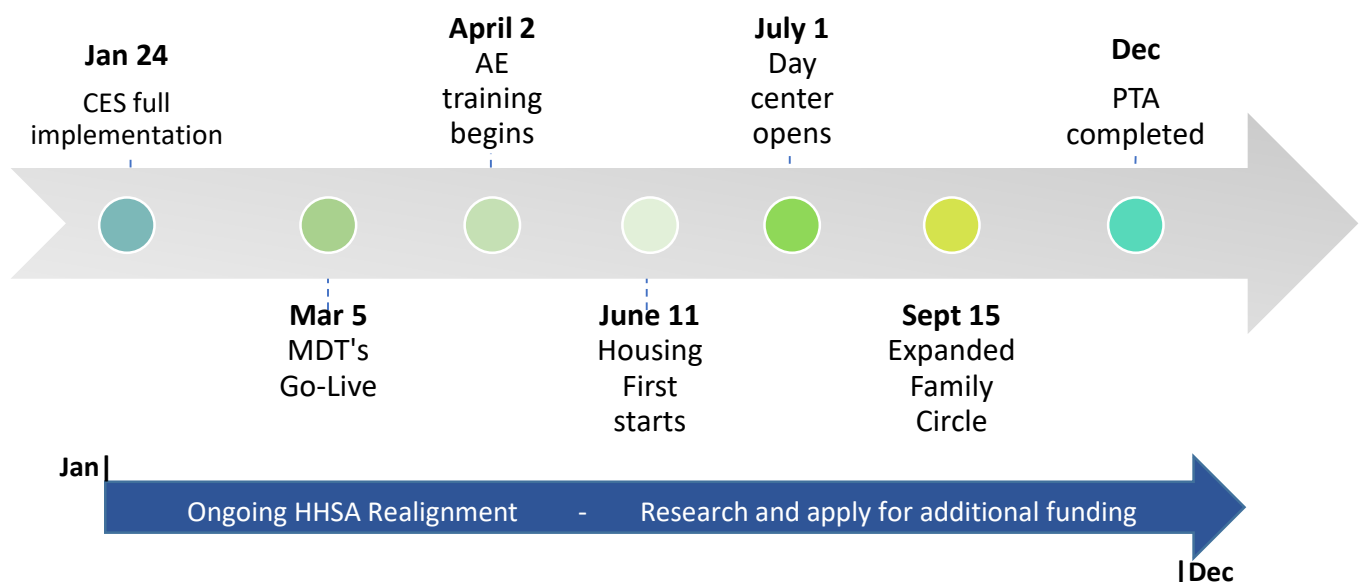 Jan 24
CES full
implementation
Mar 5
MDT's
Go-Live
April 2
AE
training
begins
June 11
Housing
First
starts
July 1
Day
center
opens
Sept 15
Expanded
Family
Circle
Dec
PTA
completed
Jan
Ongoing HHSA Realignment - Research and apply for additional funding
Dec